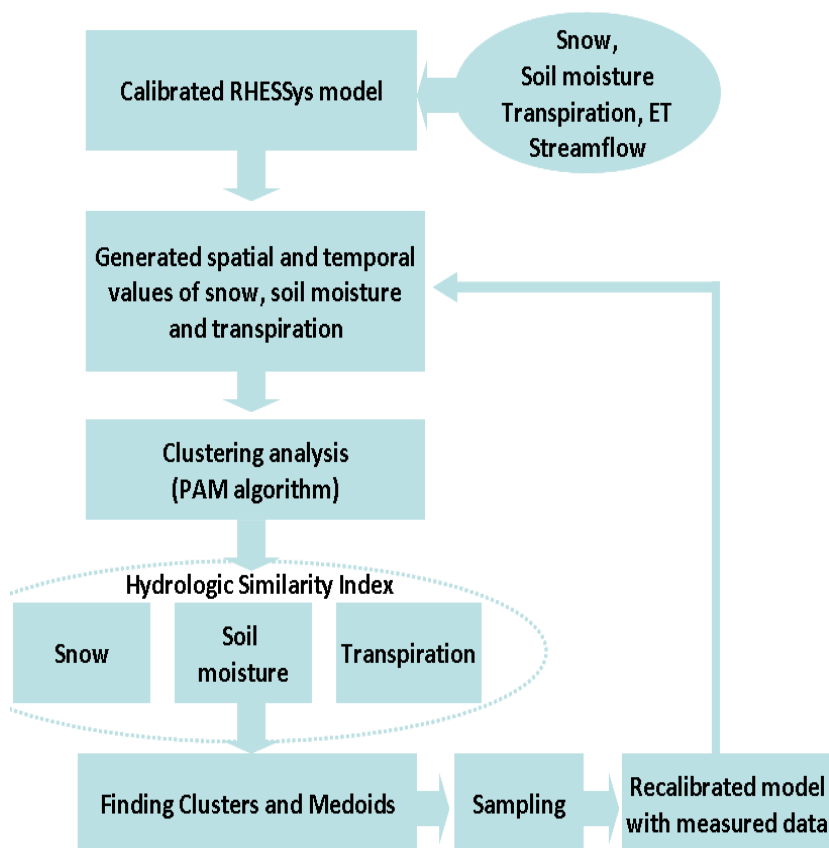 Calibrated RHESSys model
Snow,
Soil moisture
Transpiration, ET
Streamflow
Generated spatial and temporal
values of snow, soil moisture
and transpiration
Clustering analysis
(PAM algorithm)
Hydrologic Similarity Index
Snow
Soil
moisture
Transpiration
Finding Clusters and Medoids
Sampling
Recalibrated model
with measured data